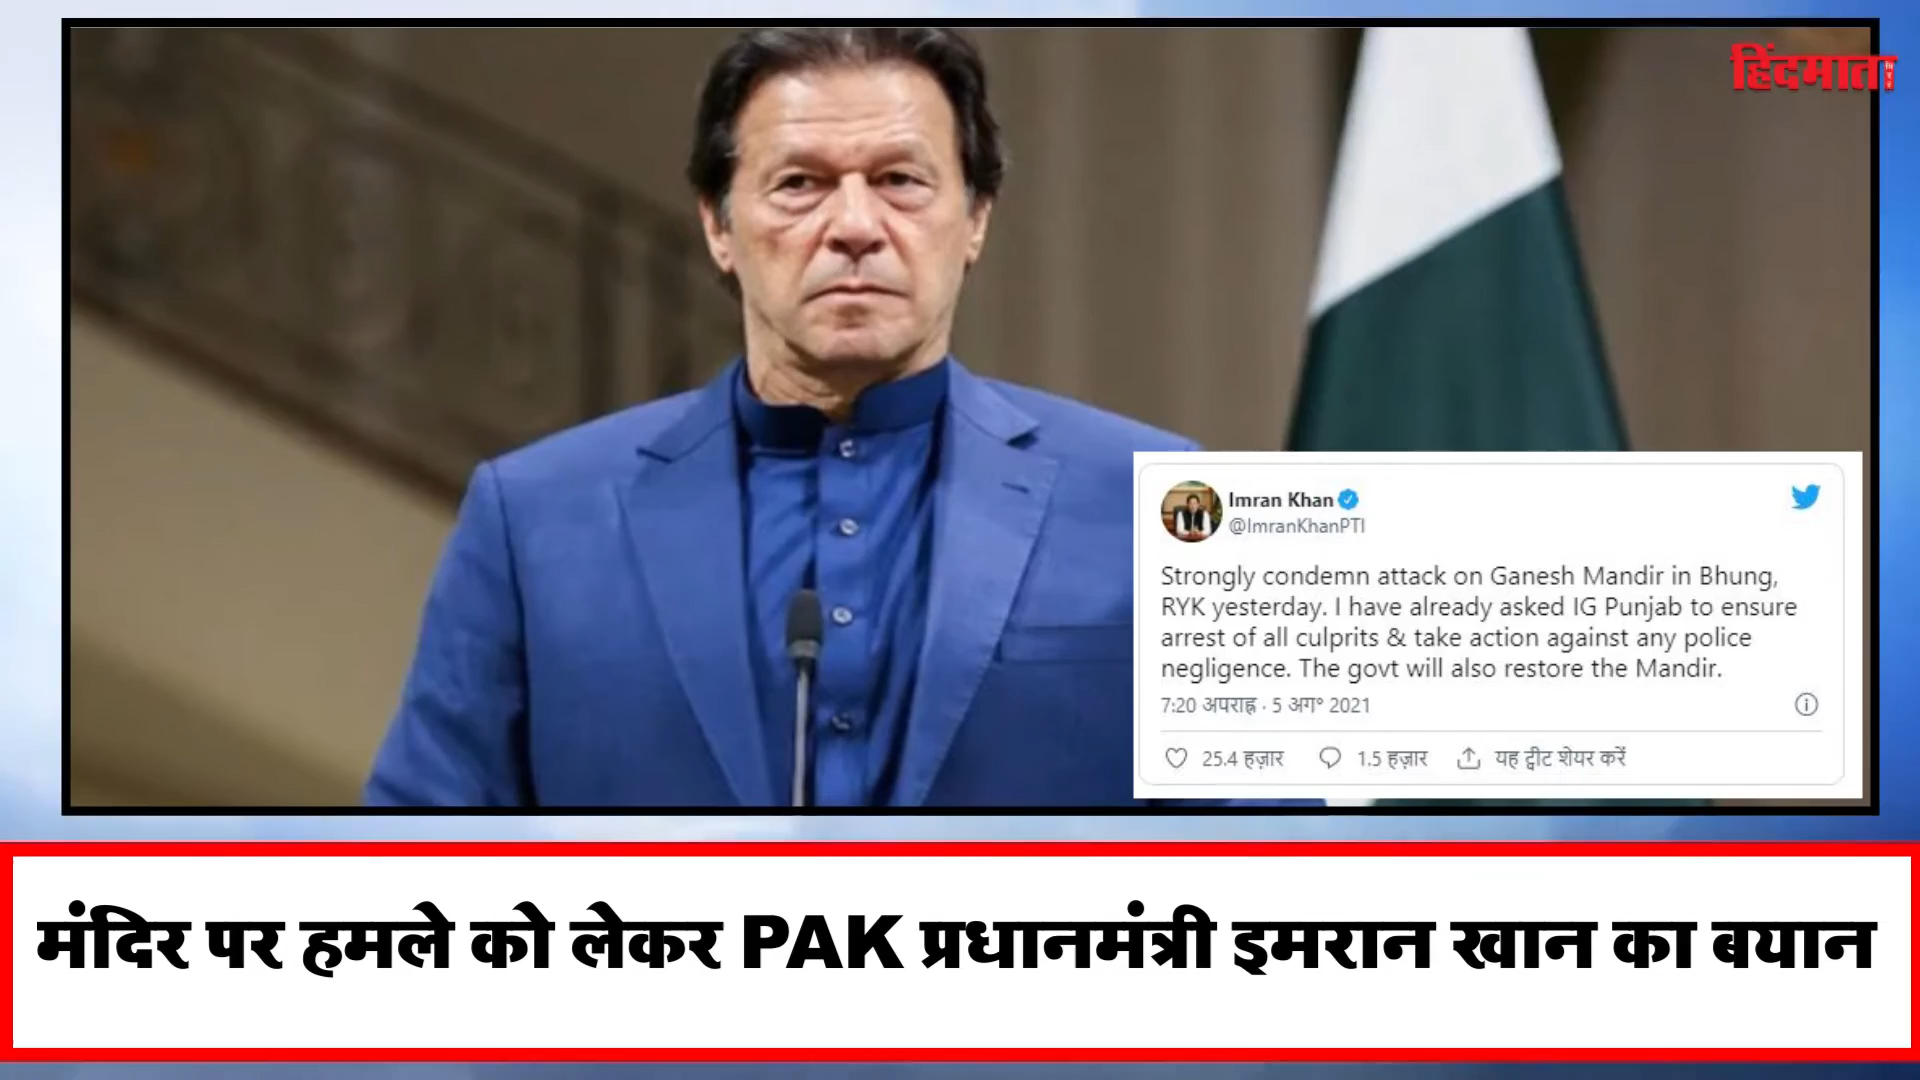 हिंदमाता
Imran Khan
@ImranKhanPTI
Strongly condemn attack on Ganesh Mandir in Bhung,
RYK yesterday. I have already asked IG Punjab to ensure
arrest of all culprits & take action against any police
negligence. The govt will also restore the Mandir.
7:20 अपराह्न · 5 अग॰ 2021
25.4 हज़ार 1.5 हज़ार यह ट्वीट शेयर करें
मंदिर पर हमले को लेकर PAK प्रधानमंत्री इमरान खान का बयान